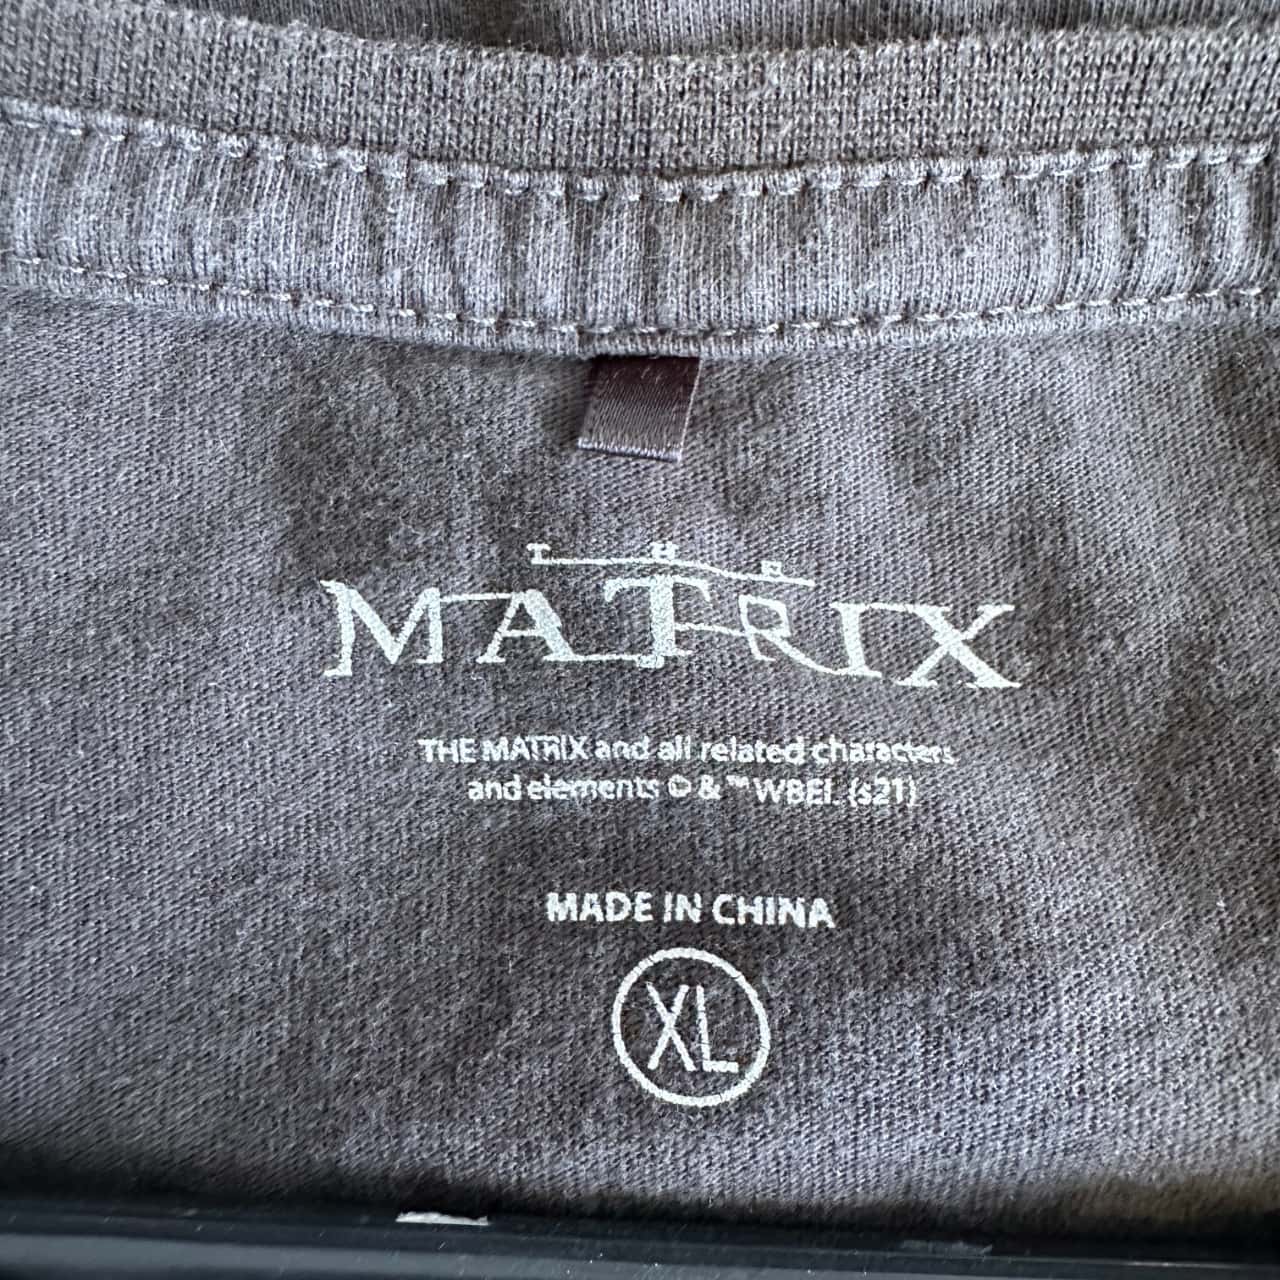 THE
MATRIX
THE MATRIX and all related characters
and elements © & ™ WBEI. (s21)
MADE IN CHINA
XL